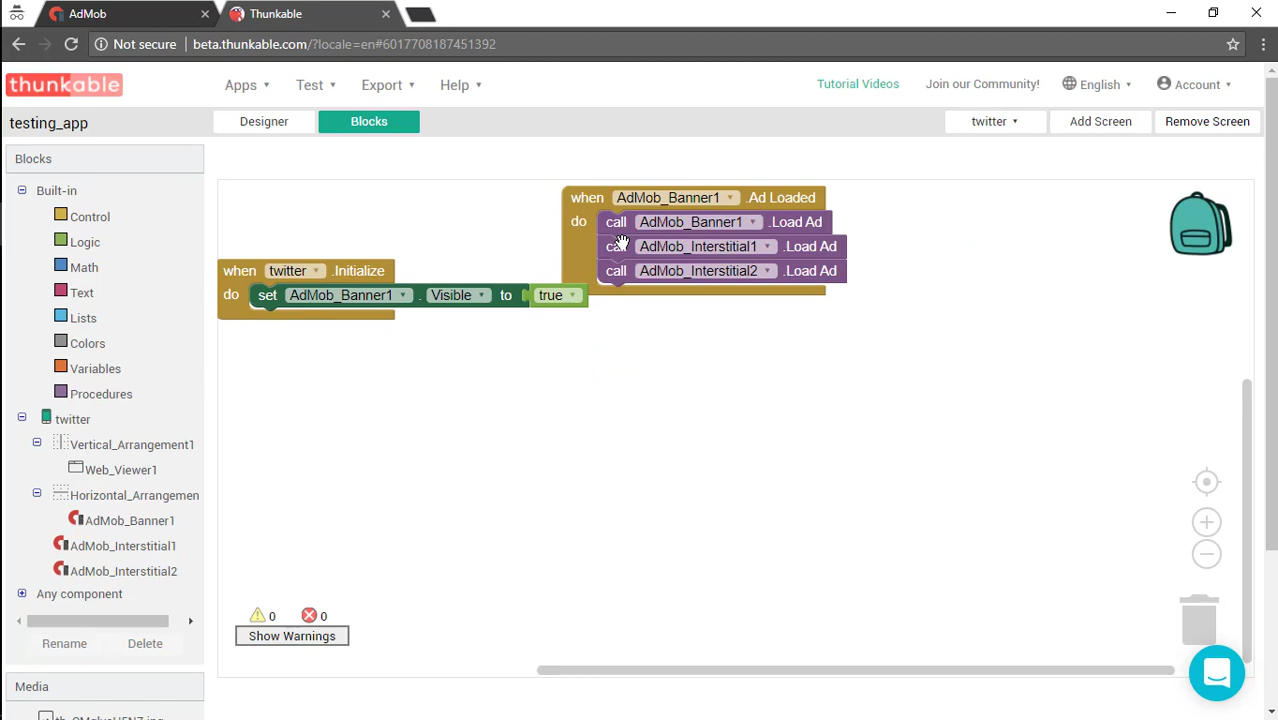 AdMob
Thunkable
Not secure beta.thunkable.com/?locale=en#6017708187451392
thunkable
Apps Test Export Help
Tutorial Videos Join our Community! English Account
testing_app
Designer Blocks
twitter Add Screen Remove Screen
Blocks
Built-in
Control
Logic
Math
Text
Lists
Colors
Variables
Procedures
twitter
Vertical_Arrangement1
Web_Viewer1
Horizontal_Arrangemen
AdMob_Banner1
AdMob_Interstitial1
AdMob_Interstitial2
Any component
Rename Delete
Media
when AdMob_Banner1 .Ad Loaded
do call AdMob_Banner1 .Load Ad
AdMob_Interstitial1 .Load Ad
call AdMob_Interstitial2 .Load Ad
when twitter .Initialize
do set AdMob_Banner1 . Visible to true
0 0
Show Warnings